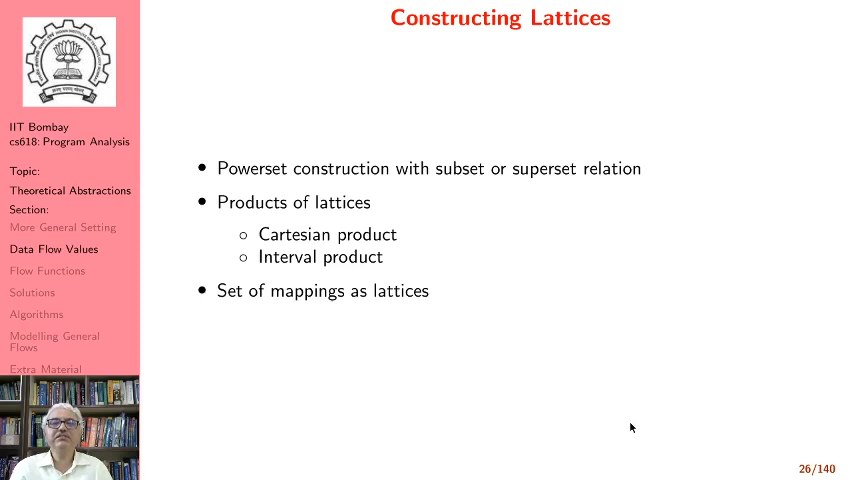 Constructing Lattices
IIT Bombay
cs618: Program Analysis
Topic:
Theoretical Abstractions
Section:
More General Setting
Data Flow Values
Flow Functions
Solutions
Algorithms
Modelling General
Flows
Extra Material
• Powerset construction with subset or superset relation
• Products of lattices
◦ Cartesian product
◦ Interval product
• Set of mappings as lattices
26/140